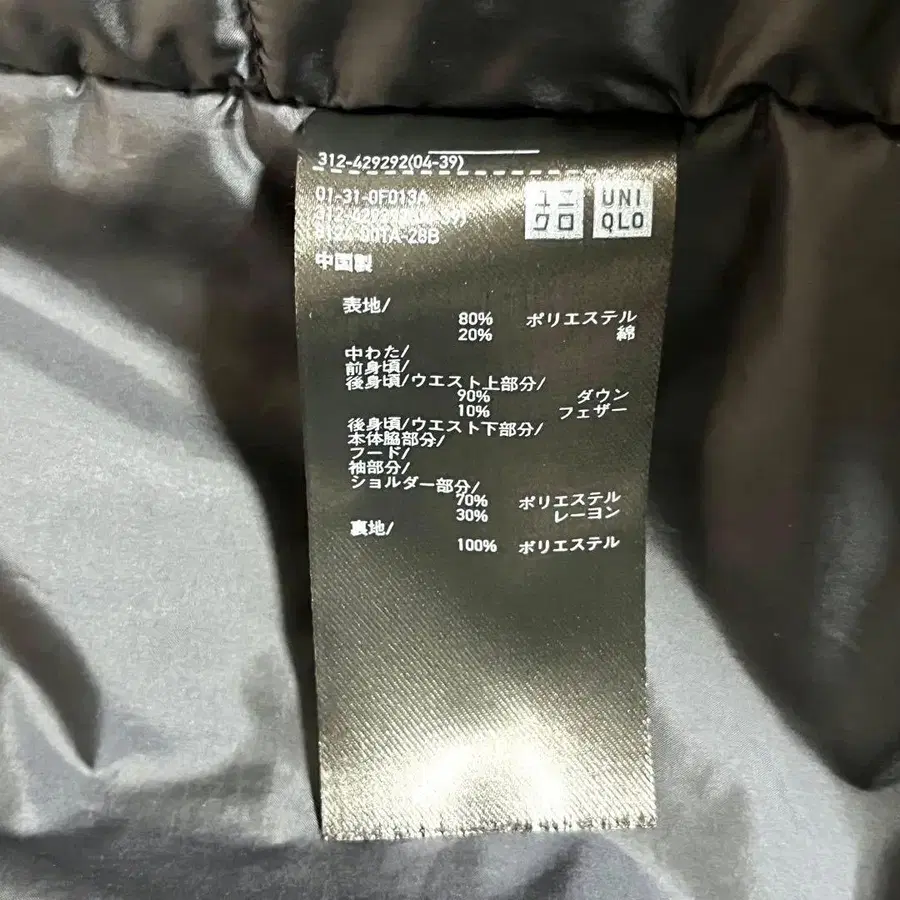 312-429292(04-39)
01-31-0F013A
ユニ
クロ
UNI
QLO
中国製
表地/
80% ポリエステル
20% 綿
中わた/
前身頃/
後身頃/ウエスト上部分/
90% ダウン
10% フェザー
後身頃/ウエスト下部分/
本体脇部分/
フード/
袖部分/
ショルダー部分/
70% ポリエステル
30% レーヨン
裏地/
100% ポリエステル